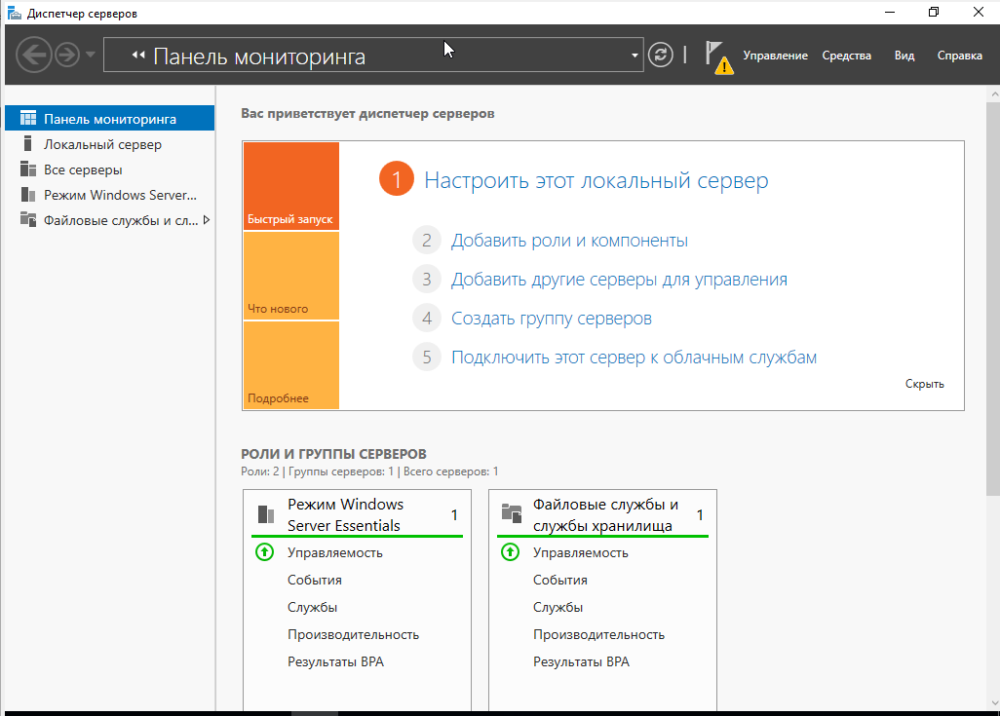 Диспетчер серверов
Панель мониторинга
Управление Средства Вид Справка
Панель мониторинга
Локальный сервер
Все серверы
Режим Windows Server...
Файловые службы и сл...
Вас приветствует диспетчер серверов
Быстрый запуск
Что нового
Подробнее
1 Настроить этот локальный сервер
2 Добавить роли и компоненты
3 Добавить другие серверы для управления
4 Создать группу серверов
5 Подключить этот сервер к облачным службам
Скрыть
РОЛИ И ГРУППЫ СЕРВЕРОВ
Роли: 2 | Группы серверов: 1 | Всего серверов: 1
Режим Windows
Server Essentials
1
Управляемость
События
Службы
Производительность
Результаты BPA
Файловые службы и
службы хранилища
1
Управляемость
События
Службы
Производительность
Результаты BPA